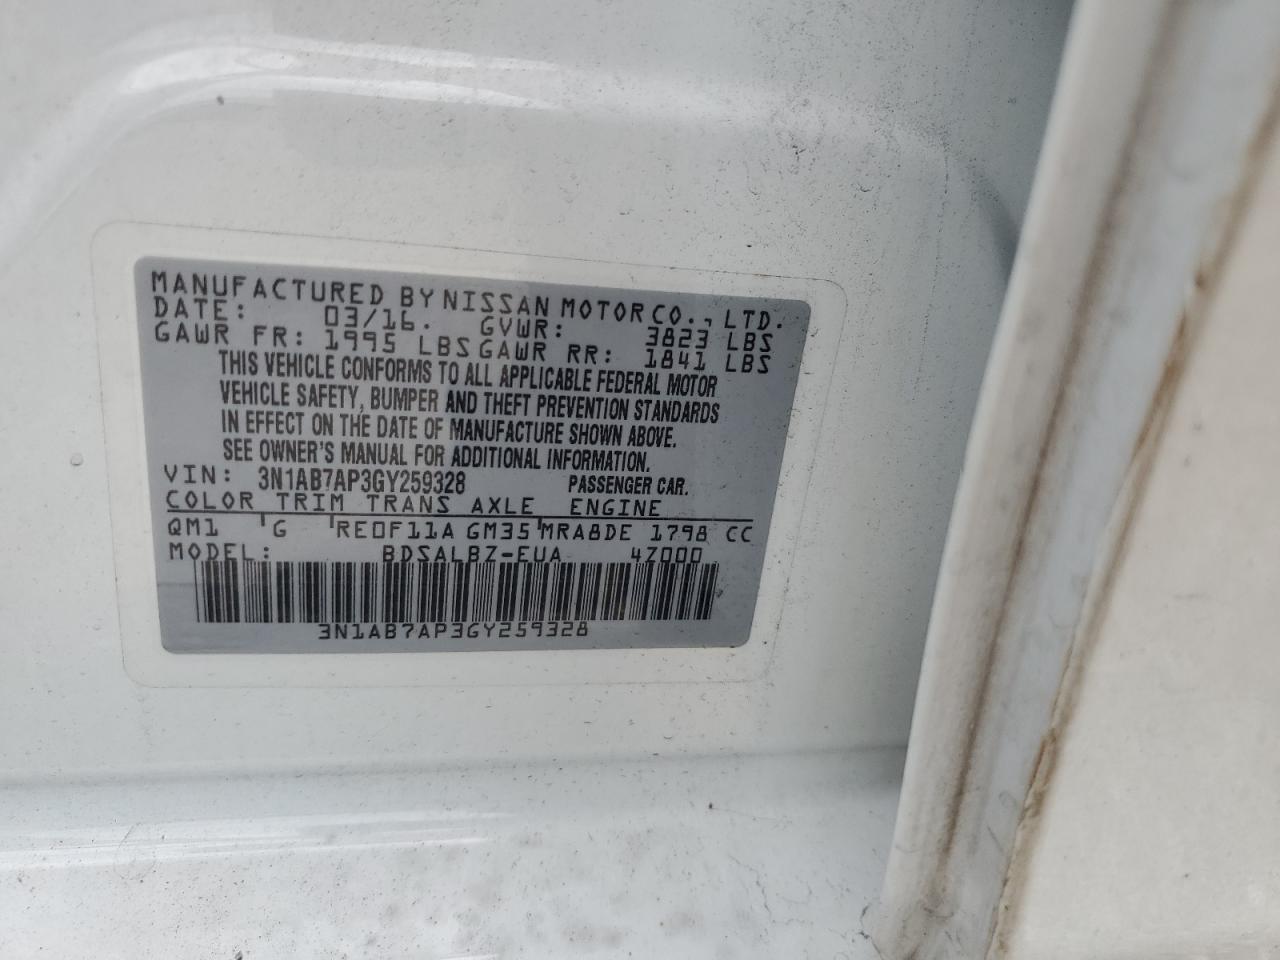 MANUFACTURED BY NISSAN MOTOR CO., LTD.
DATE: 03/16. GVWR: 3823 LBS
GAWR FR: 1995 LBS GAWR RR: 1841 LBS
THIS VEHICLE CONFORMS TO ALL APPLICABLE FEDERAL MOTOR
VEHICLE SAFETY, BUMPER AND THEFT PREVENTION STANDARDS
IN EFFECT ON THE DATE OF MANUFACTURE SHOWN ABOVE.
SEE OWNER'S MANUAL FOR ADDITIONAL INFORMATION.
VIN: 3N1AB7AP3GY259328 PASSENGER CAR.
COLOR TRIM TRANS AXLE ENGINE
QM1 G RE0F11A GM35 MRA8DE 1798 CC
MODEL: BDSALBZ-EUA 4Z000
3N1AB7AP3GY259328